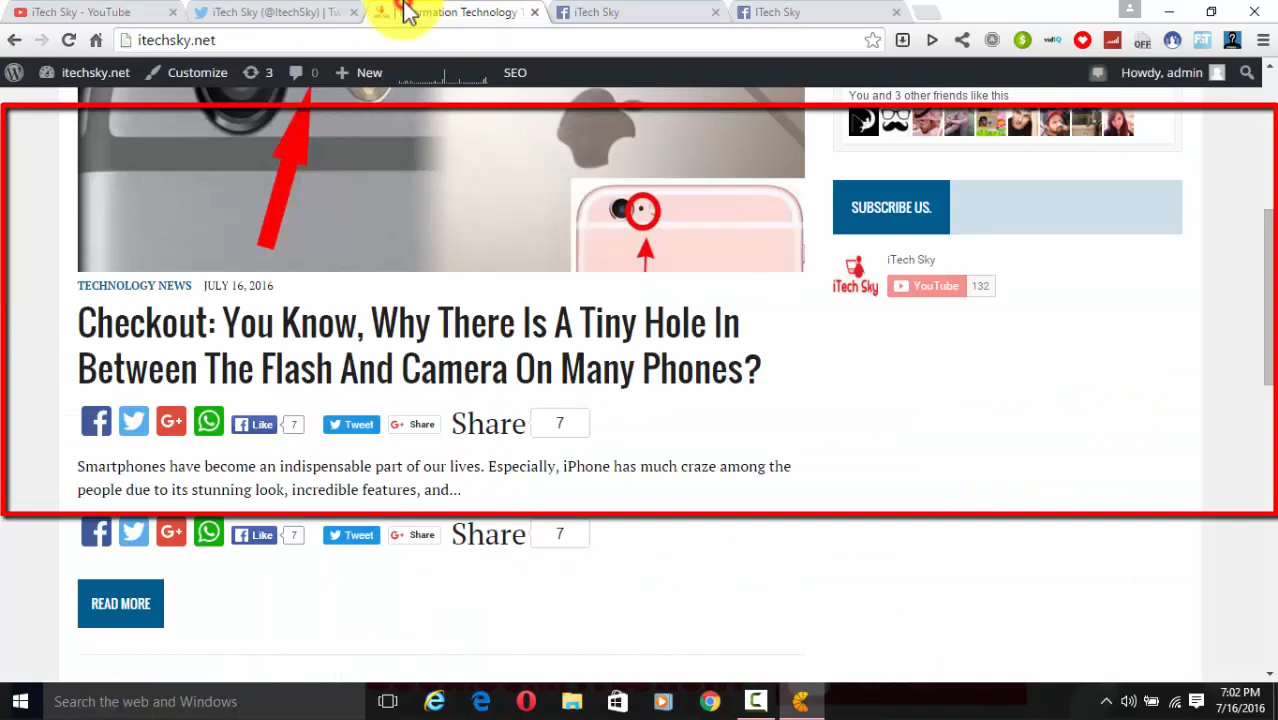 iTech Sky - YouTube
iTech Sky (@ItechSky) | Tw
ormation Technology T
iTech Sky
ITech Sky
itechsky.net
vidIQ
OFF
itechsky.net
Customize
3
0
New
SEO
Howdy, admin
You and 3 other friends like this
SUBSCRIBE US.
iTech Sky
iTech Sky
YouTube
132
TECHNOLOGY NEWS JULY 16, 2016
Checkout: You Know, Why There Is A Tiny Hole In
Between The Flash And Camera On Many Phones?
Like 7 Tweet G+ Share Share 7
Smartphones have become an indispensable part of our lives. Especially, iPhone has much craze among the
people due to its stunning look, incredible features, and...
Like 7 Tweet G+ Share Share 7
READ MORE
Search the web and Windows
7:02 PM
7/16/2016